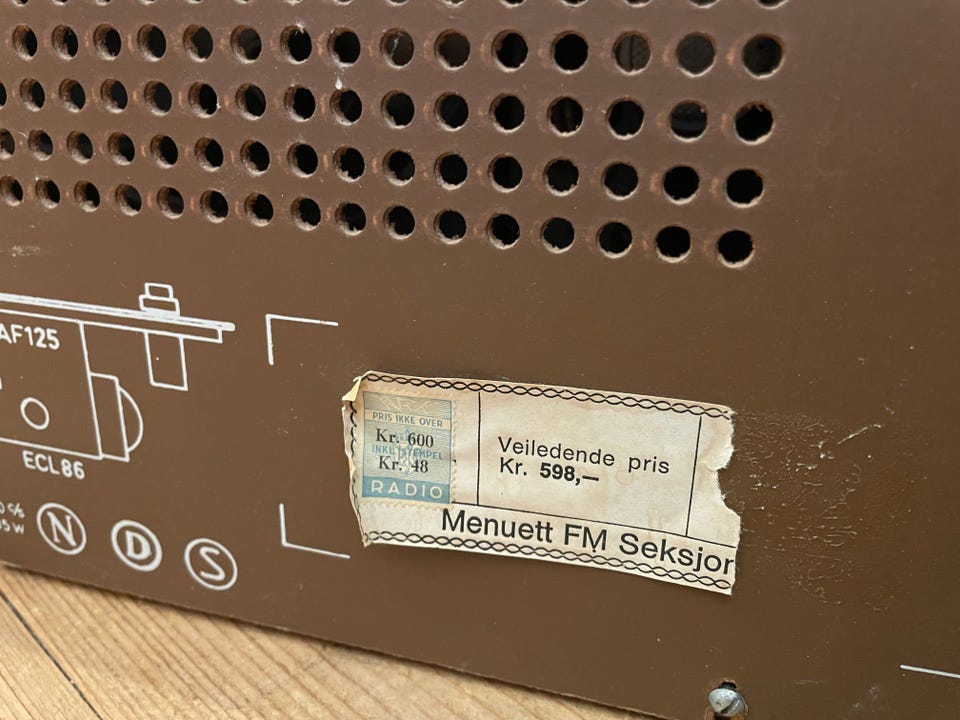 AF125
ECL86
N D S
PRIS IKKE OVER
Kr. 600
INKL. STEMPEL
Kr. 48
RADIO
Veiledende pris
Kr. 598,—
Menuett FM Seksjon